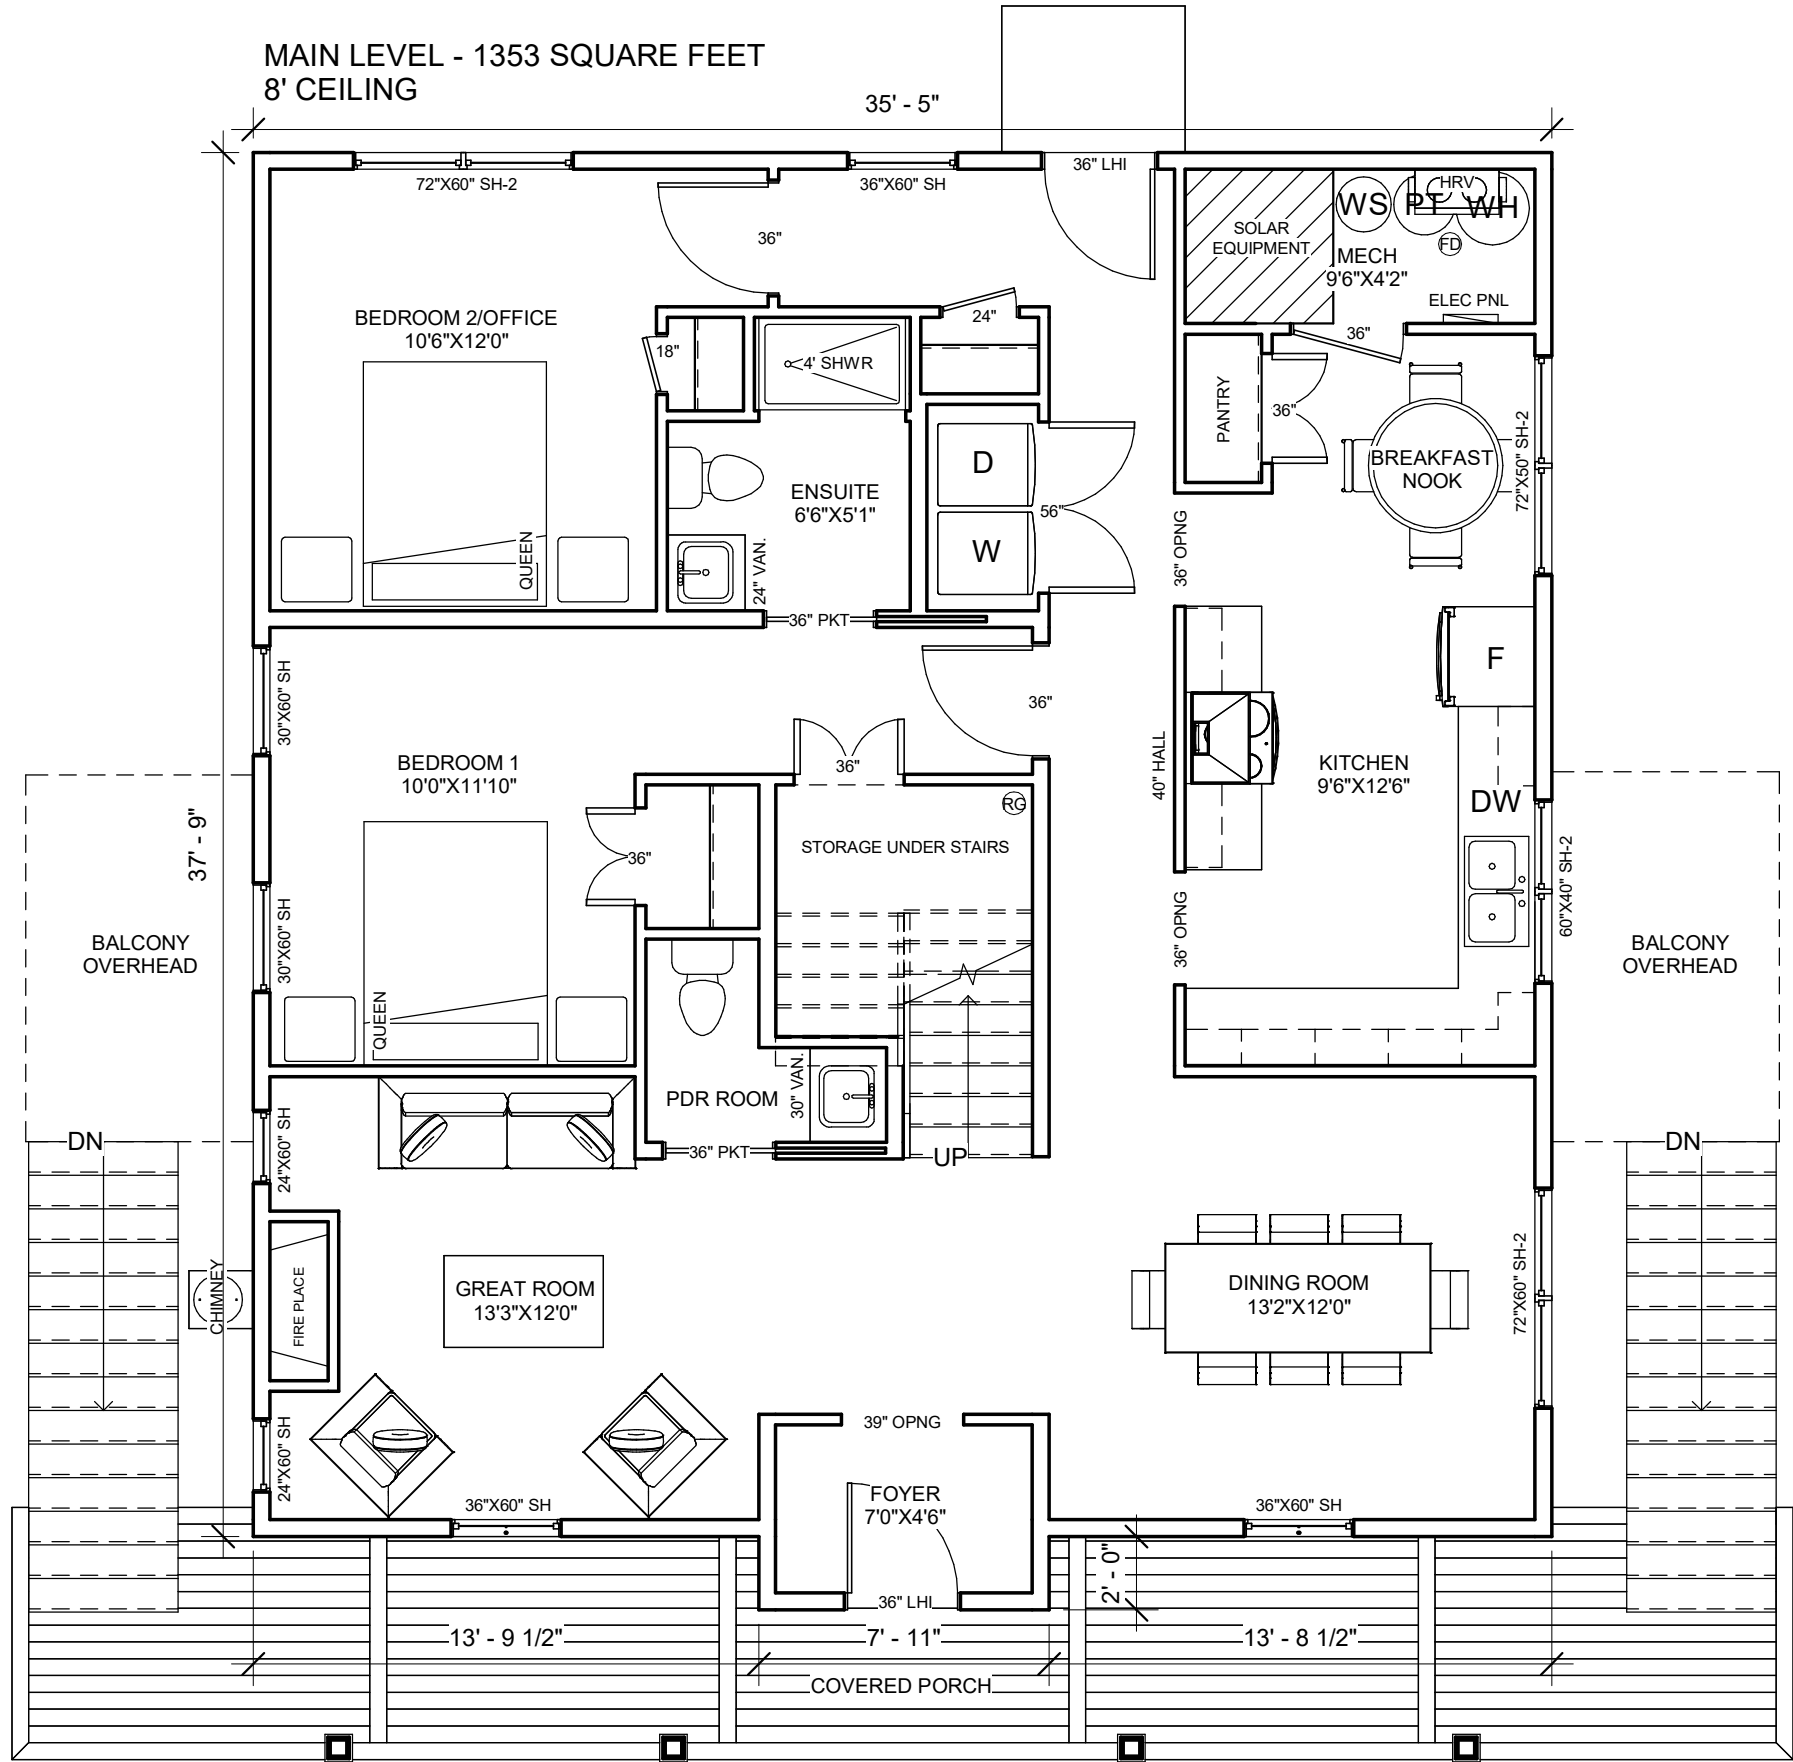 MAIN LEVEL - 1353 SQUARE FEET
8' CEILING
35' - 5"
72"X60" SH-2
36"X60" SH
36" LHI
HRV
WS
PT
WH
SOLAR
EQUIPMENT
FD
MECH
9'6"X4'2"
ELEC PNL
36"
36"
BEDROOM 2/OFFICE
10'6"X12'0"
18"
4' SHWR
24"
PANTRY
36"
BREAKFAST
NOOK
72"X50" SH-2
D
ENSUITE
6'6"X5'1"
W
56"
36" OPNG
QUEEN
24" VAN.
36" PKT
F
30"X60" SH
36"
BEDROOM 1
10'0"X11'10"
36"
40" HALL
KITCHEN
9'6"X12'6"
DW
37' - 9"
RG
STORAGE UNDER STAIRS
36"
60"X40" SH-2
BALCONY
OVERHEAD
30"X60" SH
36" OPNG
BALCONY
OVERHEAD
QUEEN
PDR ROOM
30" VAN.
DN
24"X60" SH
36" PKT
UP
DN
CHIMNEY
FIRE PLACE
GREAT ROOM
13'3"X12'0"
DINING ROOM
13'2"X12'0"
72"X60" SH-2
39" OPNG
24"X60" SH
36"X60" SH
FOYER
7'0"X4'6"
36"X60" SH
2' - 0"
36" LHI
13' - 9 1/2"
7' - 11"
13' - 8 1/2"
COVERED PORCH